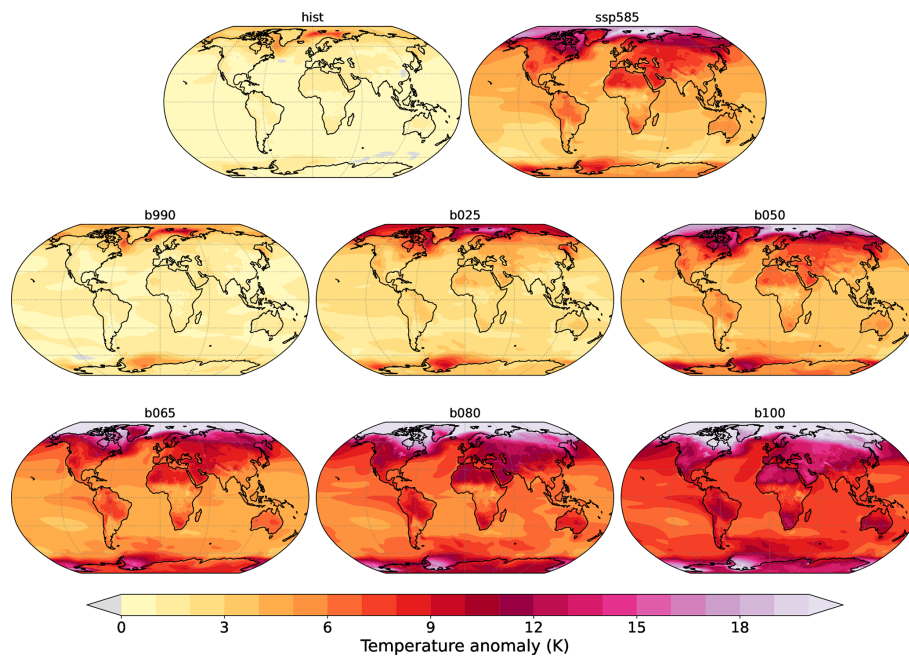 hist ssp585
b990 b025 b050
b065 b080 b100
0 3 6 9 12 15 18
Temperature anomaly (K)